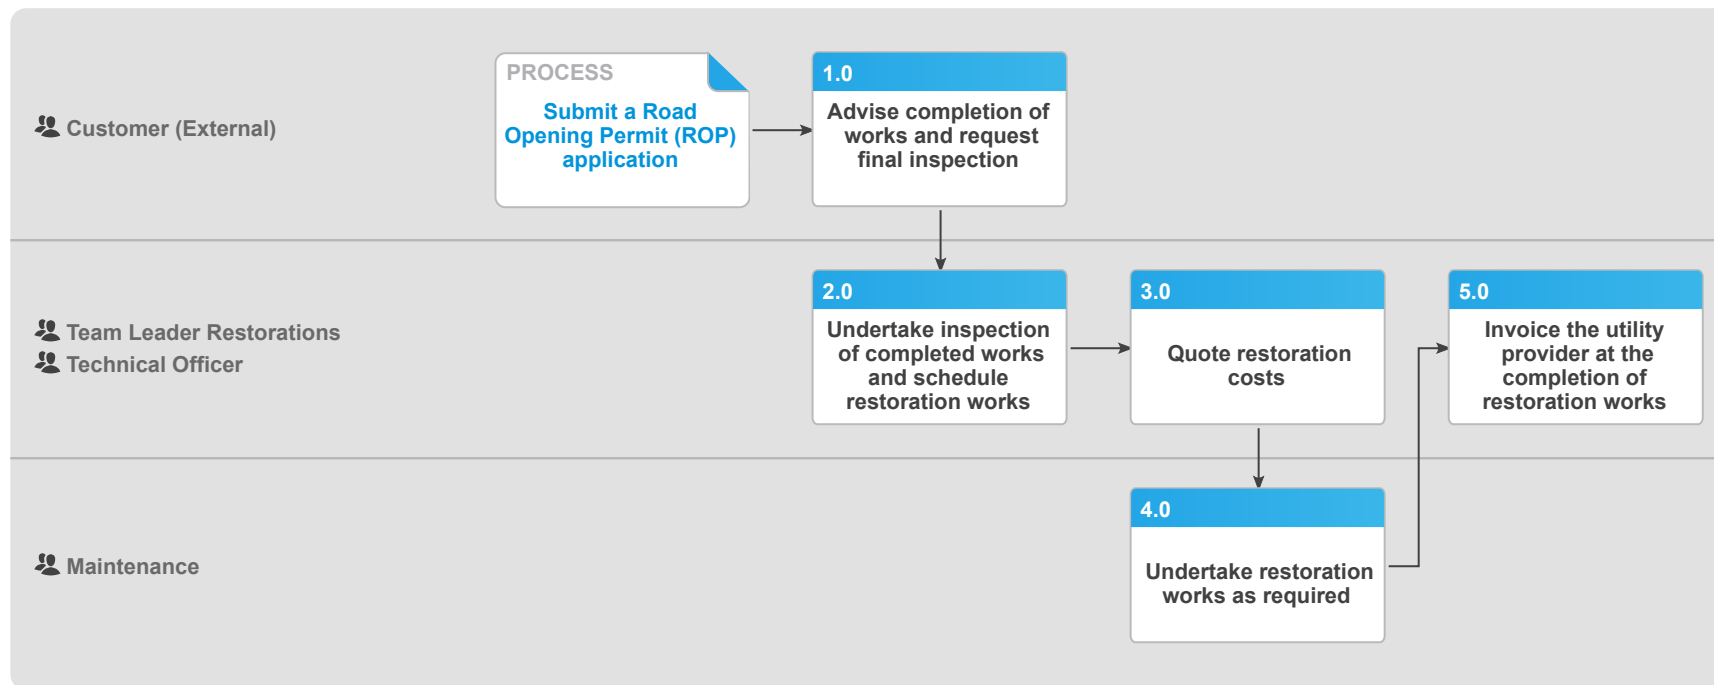 PROCESS
Submit a Road
Opening Permit (ROP)
application
1.0
Advise completion of
works and request
final inspection
Customer (External)
2.0
Undertake inspection
of completed works
and schedule
restoration works
3.0
Quote restoration
costs
5.0
Invoice the utility
provider at the
completion of
restoration works
Team Leader Restorations
Technical Officer
4.0
Undertake restoration
works as required
Maintenance